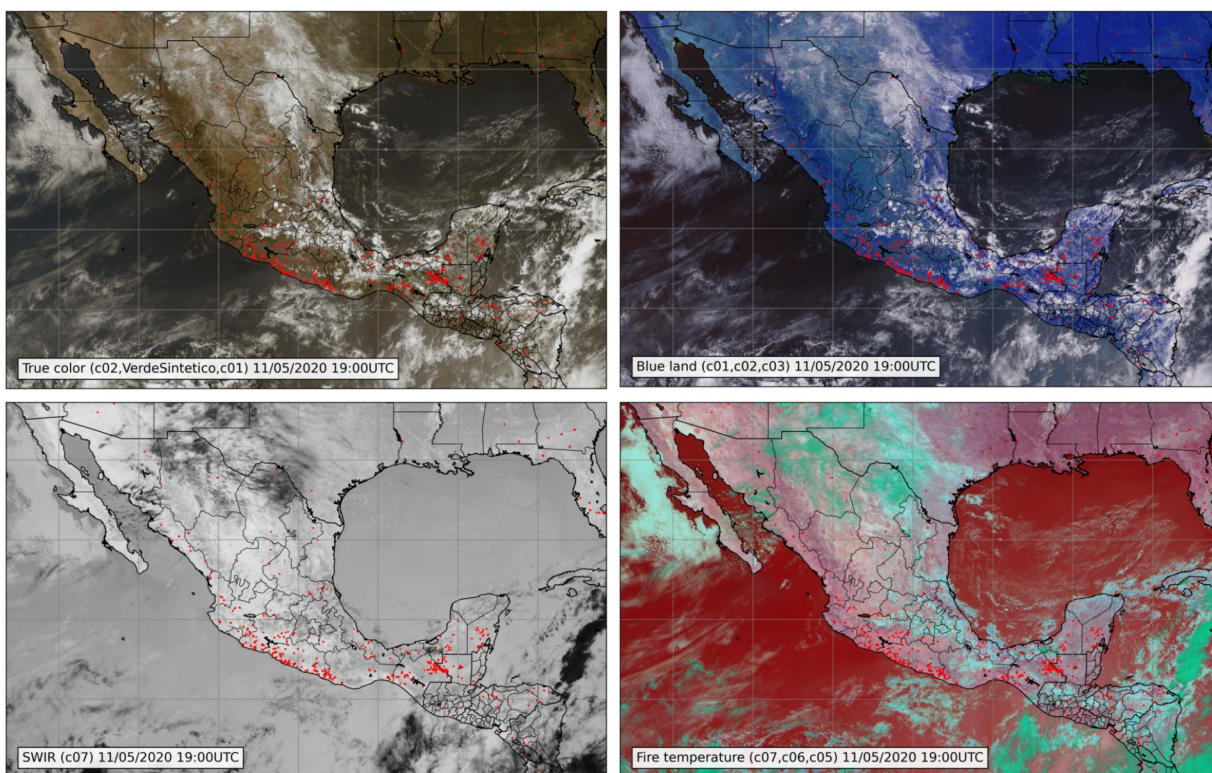 True color (c02,VerdeSintetico,c01) 11/05/2020 19:00UTC
Blue land (c01,c02,c03) 11/05/2020 19:00UTC
SWIR (c07) 11/05/2020 19:00UTC
Fire temperature (c07,c06,c05) 11/05/2020 19:00UTC